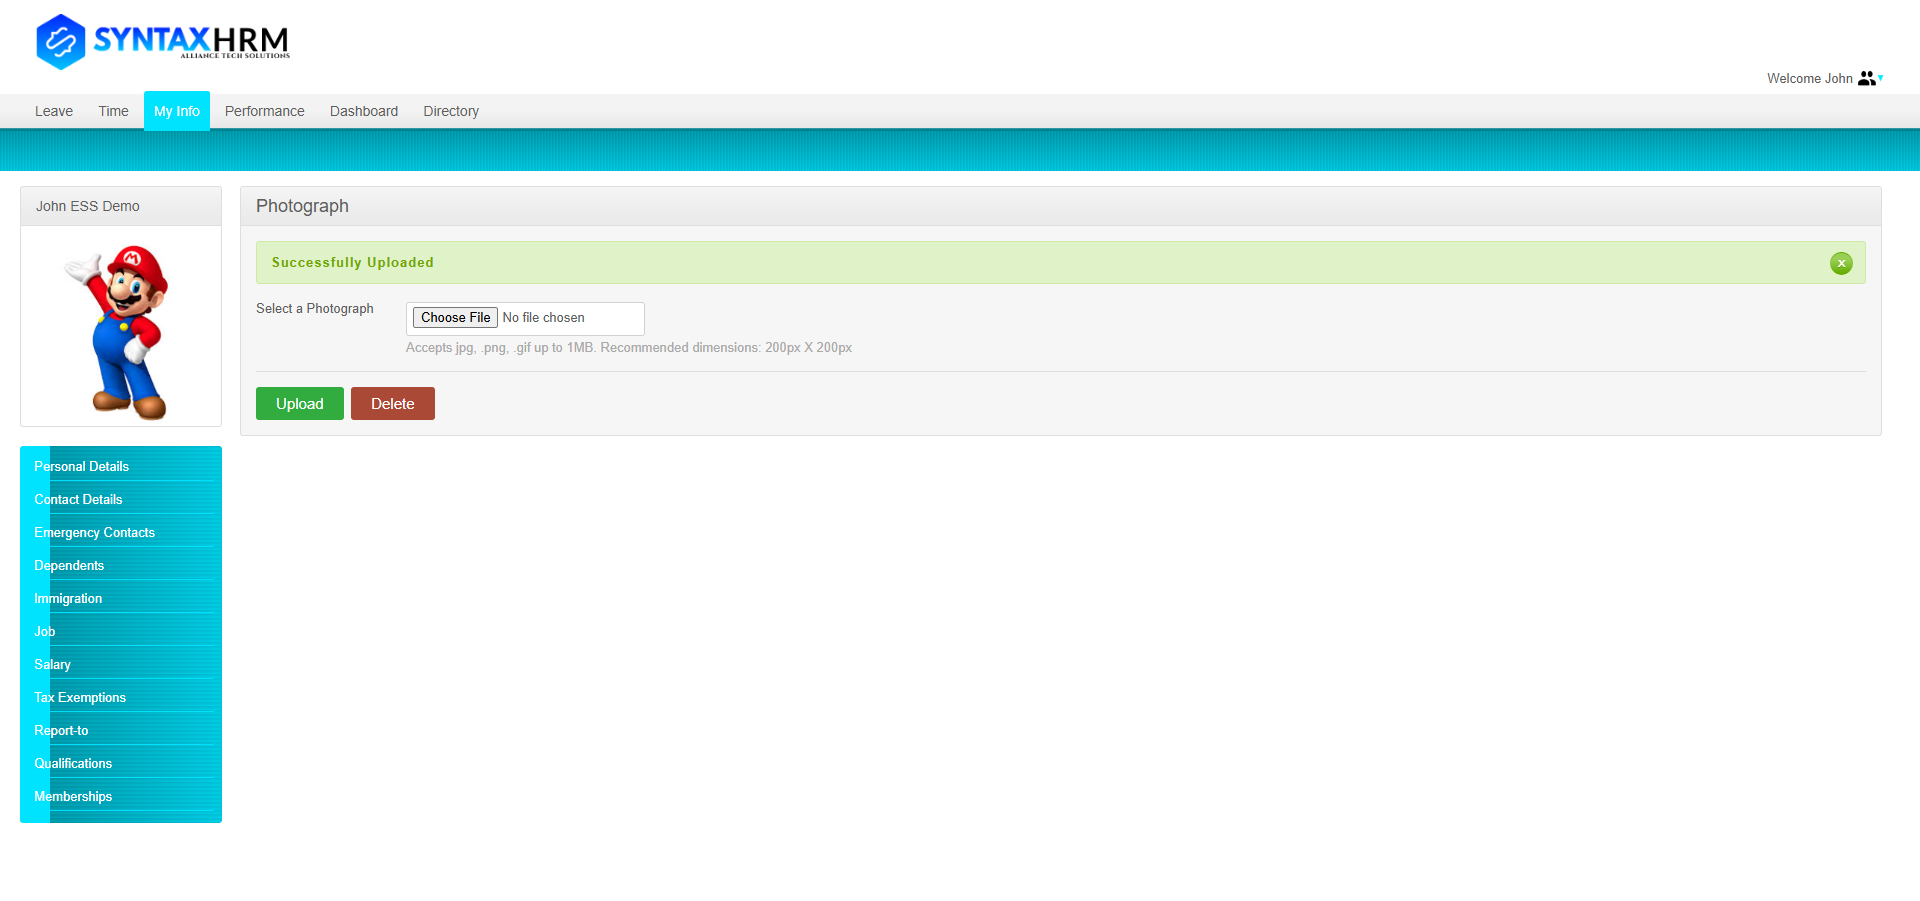 SYNTAXHRM
ALLIANCE TECH SOLUTIONS
Welcome John
Leave Time My Info Performance Dashboard Directory
John ESS Demo
M
Photograph
Successfully Uploaded
x
Select a Photograph Choose File No file chosen
Accepts jpg, .png, .gif up to 1MB. Recommended dimensions: 200px X 200px
Upload Delete
Personal Details
Contact Details
Emergency Contacts
Dependents
Immigration
Job
Salary
Tax Exemptions
Report-to
Qualifications
Memberships